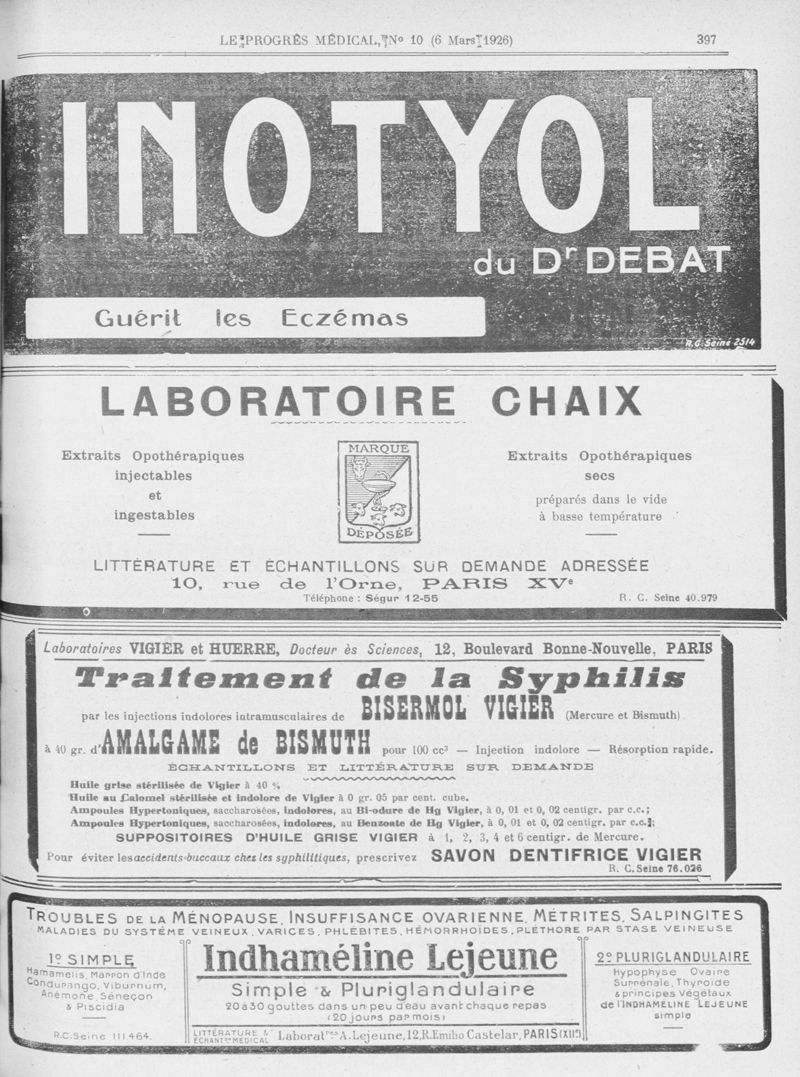 LE PROGRÈS MÉDICAL, No 10 (6 Mars 1926) 397
INOTYOL
du Dr DEBAT
Guérit les Eczémas
R.C. Seine 2514
LABORATOIRE CHAIX
Extraits Opothérapiques
injectables
et
ingestables
MARQUE
DÉPOSÉE
Extraits Opothérapiques
secs
préparés dans le vide
à basse température
LITTÉRATURE ET ÉCHANTILLONS SUR DEMANDE ADRESSÉE
10, rue de l'Orne, PARIS XVe
Téléphone : Ségur 12-55 R. C. Seine 40.979
Laboratoires VIGIER et HUERRE, Docteur ès Sciences, 12, Boulevard Bonne-Nouvelle, PARIS
Traitement de la Syphilis
par les injections indolores intramusculaires de BISERMOL VIGIER (Mercure et Bismuth)
à 40 gr. d'AMALGAME de BISMUTH pour 100 cc³ — Injection indolore — Résorption rapide.
ÉCHANTILLONS ET LITTÉRATURE SUR DEMANDE
Huile grise stérilisée de Vigier à 40 %
Huile au Calomel stérilisée et indolore de Vigier à 0 gr. 05 par cent. cube.
Ampoules Hypertoniques, saccharosées, indolores, au Bi-odure de Hg Vigier, à 0, 01 et 0, 02 centigr. par c.c.;
Ampoules Hypertoniques, saccharosées, indolores, au Benzoate de Hg Vigier, à 0, 01 et 0, 02 centigr. par c.c.;
SUPPOSITOIRES D'HUILE GRISE VIGIER à 1, 2, 3, 4 et 6 centigr. de Mercure.
Pour éviter les accidents-buccaux chez les syphilitiques, prescrivez SAVON DENTIFRICE VIGIER
R. C. Seine 76.026
TROUBLES DE LA MÉNOPAUSE, INSUFFISANCE OVARIENNE, MÉTRITES, SALPINGITES
MALADIES DU SYSTÈME VEINEUX, VARICES, PHLÉBITES, HÉMORRHOÏDES, PLÉTHORE PAR STASE VEINEUSE
1º SIMPLE
Hamamelis, Marron d'Inde
Condurango, Viburnum,
Anémone, Séneçon
& Piscidia
R.C. Seine 111.464.
Indhaméline Lejeune
Simple & Pluriglandulaire
20 à 30 gouttes dans un peu d'eau avant chaque repas
(20 jours par mois)
LITTÉRATURE &
ÉCHANTons MÉDICAL
Laboratres A. Lejeune, 12, R. Emilio Castelar, PARIS (XIIe)
2º PLURIGLANDULAIRE
Hypophyse Ovaire
Surrénale, Thyroïde
& principes Végétaux
de l'INDHAMÉLINE LEJEUNE
simple